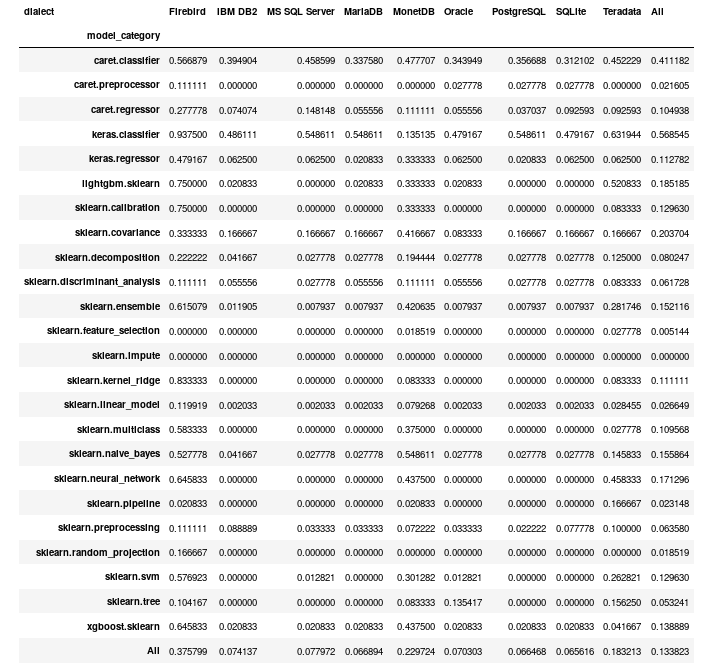 dialect Firebird IBM DB2 MS SQL Server MariaDB MonetDB Oracle PostgreSQL SQLite Teradata All
model_category
caret.classifier 0.566879 0.394904 0.458599 0.337580 0.477707 0.343949 0.356688 0.312102 0.452229 0.411182
caret.preprocessor 0.111111 0.000000 0.000000 0.000000 0.000000 0.027778 0.027778 0.027778 0.000000 0.021605
caret.regressor 0.277778 0.074074 0.148148 0.055556 0.111111 0.055556 0.037037 0.092593 0.092593 0.104938
keras.classifier 0.937500 0.486111 0.548611 0.548611 0.135135 0.479167 0.548611 0.479167 0.631944 0.568545
keras.regressor 0.479167 0.062500 0.062500 0.020833 0.333333 0.062500 0.020833 0.062500 0.062500 0.112782
lightgbm.sklearn 0.750000 0.020833 0.000000 0.020833 0.333333 0.020833 0.000000 0.000000 0.520833 0.185185
sklearn.calibration 0.750000 0.000000 0.000000 0.000000 0.333333 0.000000 0.000000 0.000000 0.083333 0.129630
sklearn.covariance 0.333333 0.166667 0.166667 0.166667 0.416667 0.083333 0.166667 0.166667 0.166667 0.203704
sklearn.decomposition 0.222222 0.041667 0.027778 0.027778 0.194444 0.027778 0.027778 0.027778 0.125000 0.080247
sklearn.discriminant_analysis 0.111111 0.055556 0.027778 0.055556 0.111111 0.055556 0.027778 0.027778 0.083333 0.061728
sklearn.ensemble 0.615079 0.011905 0.007937 0.007937 0.420635 0.007937 0.007937 0.007937 0.281746 0.152116
sklearn.feature_selection 0.000000 0.000000 0.000000 0.000000 0.018519 0.000000 0.000000 0.000000 0.027778 0.005144
sklearn.impute 0.000000 0.000000 0.000000 0.000000 0.000000 0.000000 0.000000 0.000000 0.000000 0.000000
sklearn.kernel_ridge 0.833333 0.000000 0.083333 0.000000 0.083333 0.000000 0.000000 0.000000 0.083333 0.111111
sklearn.linear_model 0.119919 0.002033 0.002033 0.002033 0.079268 0.002033 0.002033 0.002033 0.028455 0.026649
sklearn.multiclass 0.583333 0.000000 0.000000 0.000000 0.375000 0.000000 0.000000 0.000000 0.027778 0.109568
sklearn.naive_bayes 0.527778 0.041667 0.027778 0.027778 0.548611 0.027778 0.027778 0.027778 0.145833 0.155864
sklearn.neural_network 0.645833 0.000000 0.000000 0.000000 0.437500 0.000000 0.000000 0.000000 0.458333 0.171296
sklearn.pipeline 0.020833 0.000000 0.000000 0.000000 0.020833 0.000000 0.000000 0.000000 0.166667 0.023148
sklearn.preprocessing 0.111111 0.088889 0.033333 0.033333 0.072222 0.033333 0.022222 0.077778 0.100000 0.063580
sklearn.random_projection 0.166667 0.000000 0.000000 0.000000 0.000000 0.000000 0.000000 0.000000 0.000000 0.018519
sklearn.svm 0.576923 0.000000 0.012821 0.000000 0.301282 0.012821 0.000000 0.000000 0.262821 0.129630
sklearn.tree 0.104167 0.000000 0.000000 0.000000 0.083333 0.135417 0.000000 0.000000 0.156250 0.053241
xgboost.sklearn 0.645833 0.020833 0.020833 0.020833 0.437500 0.020833 0.020833 0.020833 0.041667 0.138889
All 0.375799 0.074137 0.077972 0.066894 0.229724 0.070303 0.066468 0.065616 0.183213 0.133823